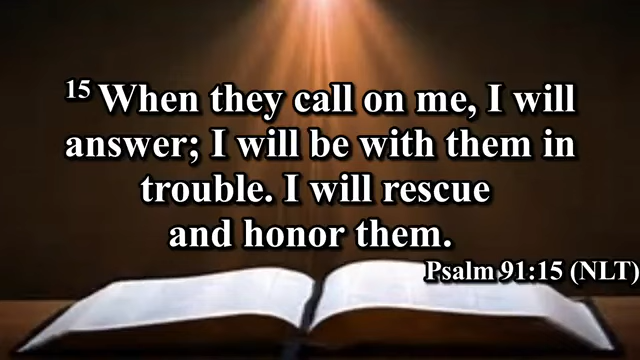 15 When they call on me, I will
answer; I will be with them in
trouble. I will rescue
and honor them.
Psalm 91:15 (NLT)